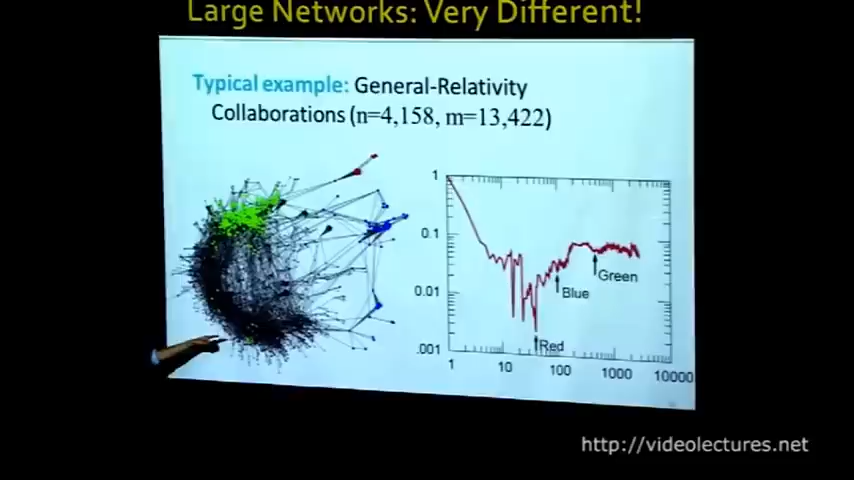 Large Networks: Very Different!
Typical example: General-Relativity
Collaborations (n=4,158, m=13,422)
1
0.1
0.01
.001
Green
Blue
Red
1 10 100 1000 10000
http://videolectures.net